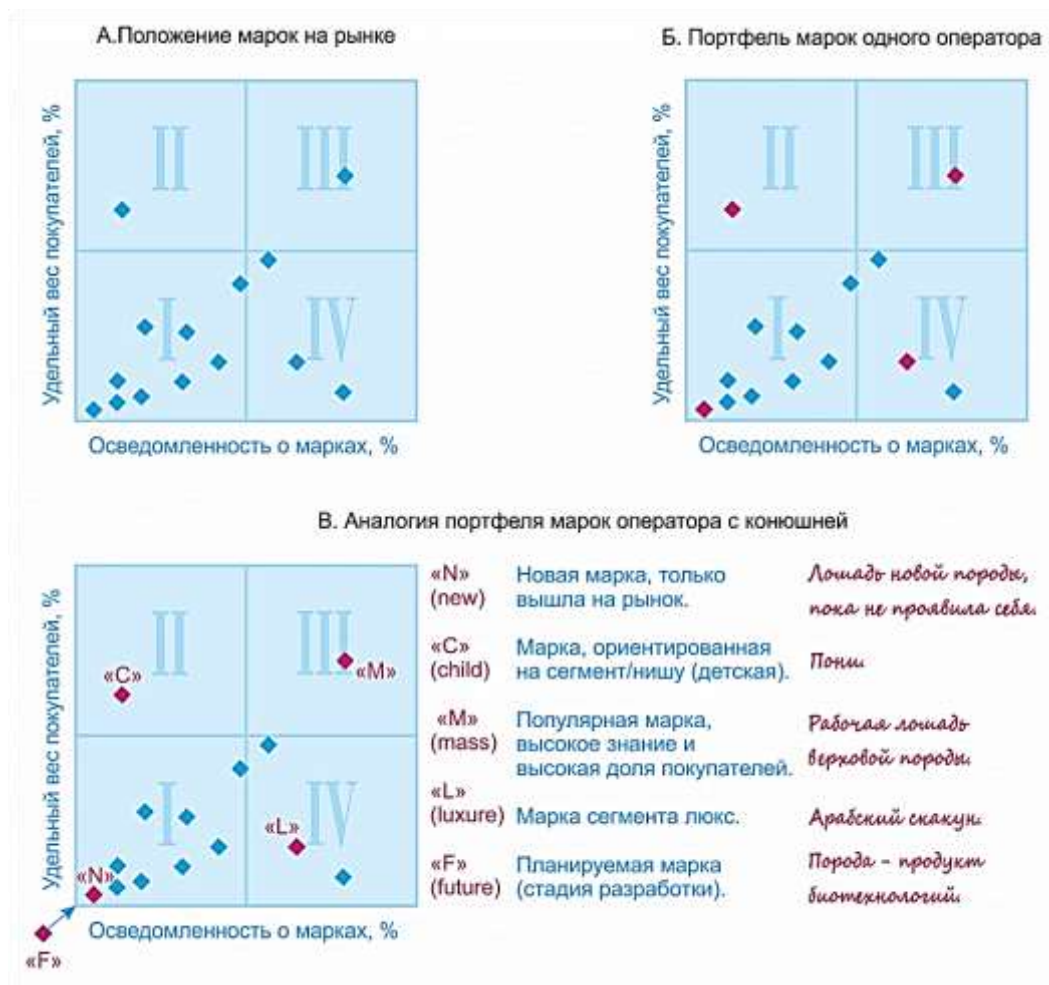 А.Положение марок на рынке
Удельный вес покупателей, %
II
III
I
IV
Осведомленность о марках, %
Б. Портфель марок одного оператора
Удельный вес покупателей, %
II
III
I
IV
Осведомленность о марках, %
В. Аналогия портфеля марок оператора с конюшней
Удельный вес покупателей, %
II
III
«С»
«М»
I
IV
«L»
«N»
«F»
Осведомленность о марках, %
«N»
(new)
Новая марка, только
вышла на рынок.
Лошадь новой породы,
пока не проявила себя.
«С»
(child)
Марка, ориентированная
на сегмент/нишу (детская).
Пони.
«М»
(mass)
Популярная марка,
высокое знание и
высокая доля покупателей.
Рабочая лошадь
верховой породы.
«L»
(luxure)
Марка сегмента люкс.
Арабский скакун.
«F»
(future)
Планируемая марка
(стадия разработки).
Порода - продукт
биотехнологий.